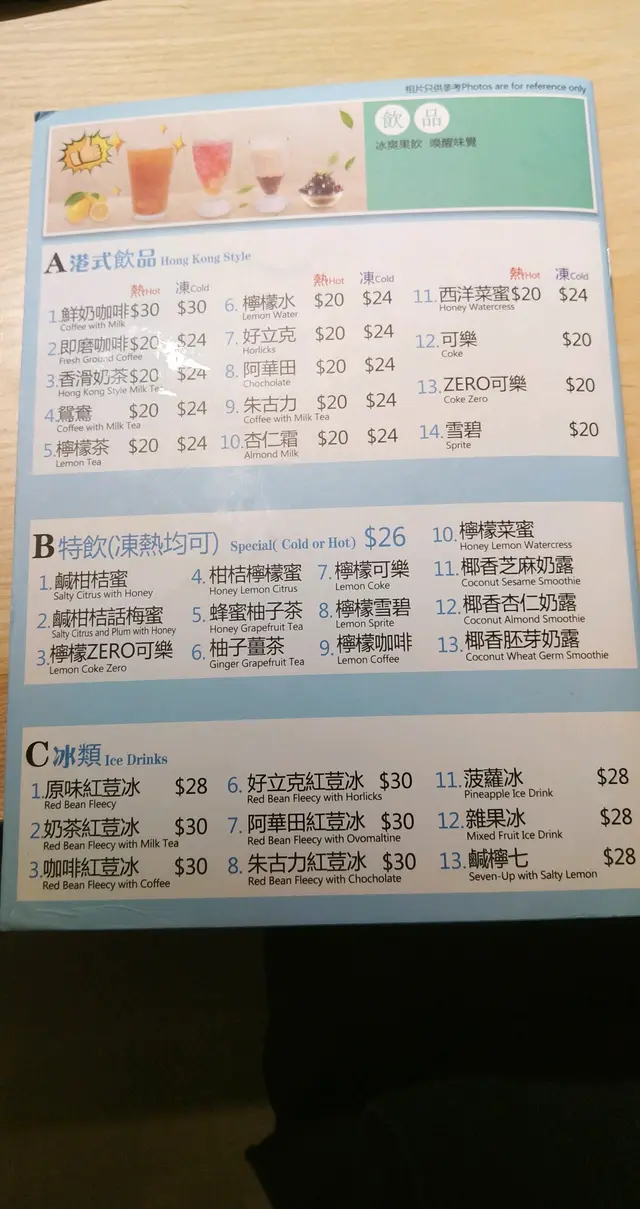 相片只供參考Photos are for reference only
飲品
冰爽果飲 喚醒味覺
A 港式飲品 Hong Kong Style
熱Hot 凍Cold
1.鮮奶咖啡$30 $30
Coffee with Milk
2.即磨咖啡$20 $24
Fresh Ground Coffee
3.香滑奶茶$20 $24
Hong Kong Style Milk Tea
4.鴛鴦 $20 $24
Coffee with Milk Tea
5.檸檬茶 $20 $24
Lemon Tea
熱Hot 凍Cold
6. 檸檬水 $20 $24
Lemon Water
7. 好立克 $20 $24
Horlicks
8. 阿華田 $20 $24
Chocholate
9. 朱古力 $20 $24
Coffee with Milk Tea
10.杏仁霜 $20 $24
Almond Milk
熱Hot 凍Cold
11.西洋菜蜜$20 $24
Honey Watercress
12.可樂 $20
Coke
13.ZERO可樂 $20
Coke Zero
14.雪碧 $20
Sprite
B 特飲(凍熱均可) Special( Cold or Hot) $26
1.鹹柑桔蜜
Salty Citrus with Honey
2.鹹柑桔話梅蜜
Salty Citrus and Plum with Honey
3.檸檬ZERO可樂
Lemon Coke Zero
4.柑桔檸檬蜜
Honey Lemon Citrus
5.蜂蜜柚子茶
Honey Grapefruit Tea
6.柚子薑茶
Ginger Grapefruit Tea
7.檸檬可樂
Lemon Coke
8.檸檬雪碧
Lemon Sprite
9.檸檬咖啡
Lemon Coffee
10.檸檬菜蜜
Honey Lemon Watercress
11.椰香芝麻奶露
Coconut Sesame Smoothie
12.椰香杏仁奶露
Coconut Almond Smoothie
13.椰香胚芽奶露
Coconut Wheat Germ Smoothie
C 冰類 Ice Drinks
1.原味紅荳冰 $28
Red Bean Fleecy
2.奶茶紅荳冰 $30
Red Bean Fleecy with Milk Tea
3.咖啡紅荳冰 $30
Red Bean Fleecy with Coffee
6. 好立克紅荳冰 $30
Red Bean Fleecy with Horlicks
7. 阿華田紅荳冰 $30
Red Bean Fleecy with Ovomaltine
8. 朱古力紅荳冰 $30
Red Bean Fleecy with Chocholate
11.菠蘿冰 $28
Pineapple Ice Drink
12.雜果冰 $28
Mixed Fruit Ice Drink
13.鹹檸七 $28
Seven-Up with Salty Lemon